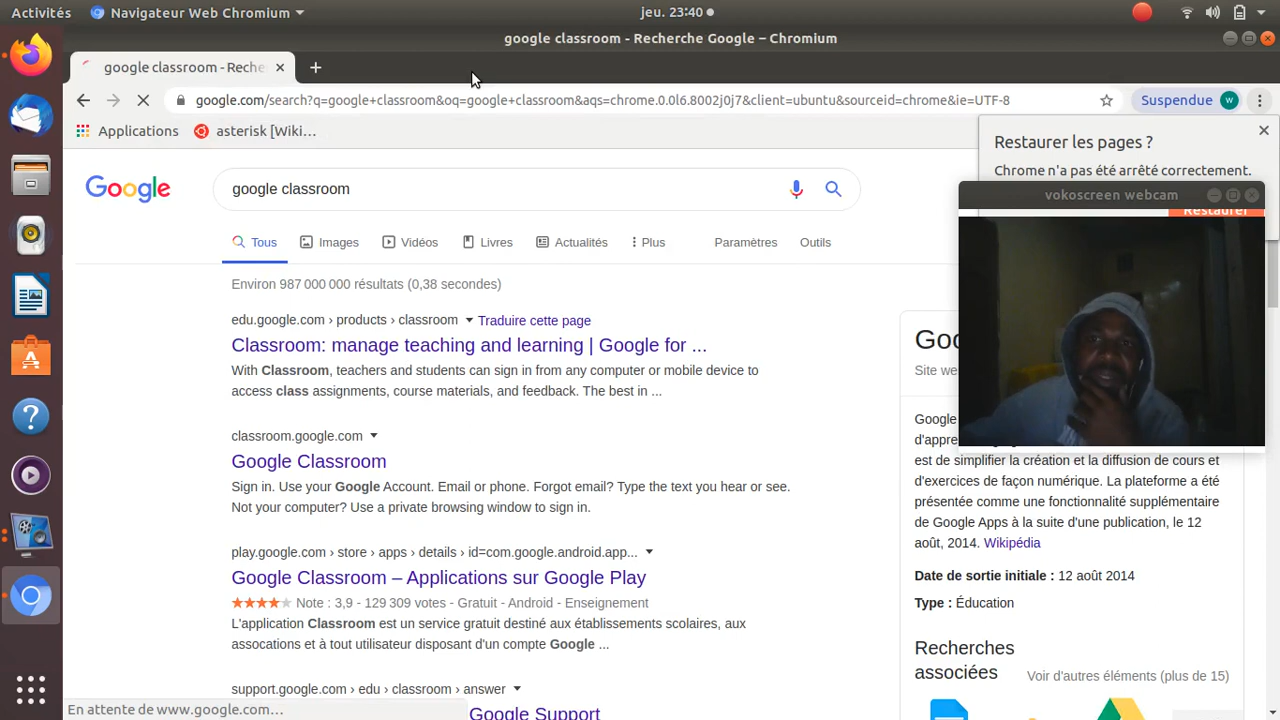 Activités
Navigateur Web Chromium
jeu. 23:40
google classroom - Recherche Google – Chromium
google classroom - Reche
google.com/search?q=google+classroom&oq=google+classroom&aqs=chrome.0.0l6.8002j0j7&client=ubuntu&sourceid=chrome&ie=UTF-8
Suspendue
W
Applications
asterisk [Wiki…
Restaurer les pages ?
Chrome n'a pas été arrêté correctement.
Restaurer
vokoscreen webcam
Google
google classroom
Tous
Images
Vidéos
Livres
Actualités
Plus
Paramètres
Outils
Environ 987 000 000 résultats (0,38 secondes)
edu.google.com › products › classroom
Traduire cette page
Classroom: manage teaching and learning | Google for ...
With Classroom, teachers and students can sign in from any computer or mobile device to
access class assignments, course materials, and feedback. The best in ...
classroom.google.com
Google Classroom
Sign in. Use your Google Account. Email or phone. Forgot email? Type the text you hear or see.
Not your computer? Use a private browsing window to sign in.
play.google.com › store › apps › details › id=com.google.android.app...
Google Classroom – Applications sur Google Play
Note : 3,9 - 129 309 votes - Gratuit - Android - Enseignement
L'application Classroom est un service gratuit destiné aux établissements scolaires, aux
assocations et à tout utilisateur disposant d'un compte Google ...
support.google.com › edu › classroom › answer
Google Support
En attente de www.google.com…
Goo
Site we
Google
d'appre
est de simplifier la création et la diffusion de cours et
d'exercices de façon numérique. La plateforme a été
présentée comme une fonctionnalité supplémentaire
de Google Apps à la suite d'une publication, le 12
août, 2014. Wikipédia
Date de sortie initiale : 12 août 2014
Type : Éducation
Recherches
associées
Voir d'autres éléments (plus de 15)